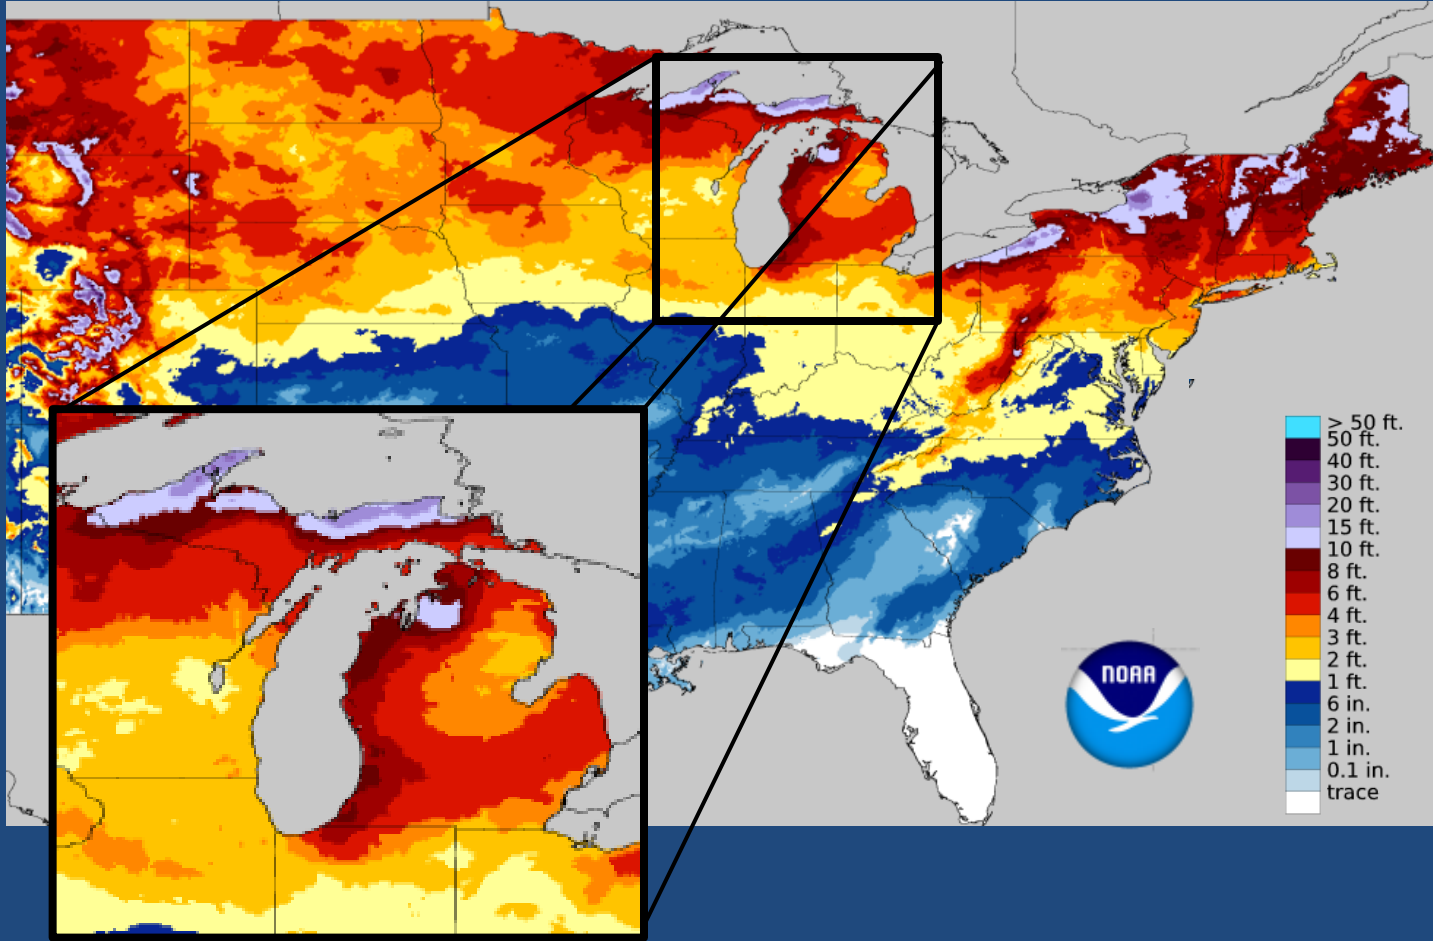 > 50 ft.
50 ft.
40 ft.
30 ft.
20 ft.
15 ft.
10 ft.
8 ft.
6 ft.
4 ft.
3 ft.
2 ft.
1 ft.
6 in.
2 in.
1 in.
0.1 in.
trace
NOAA